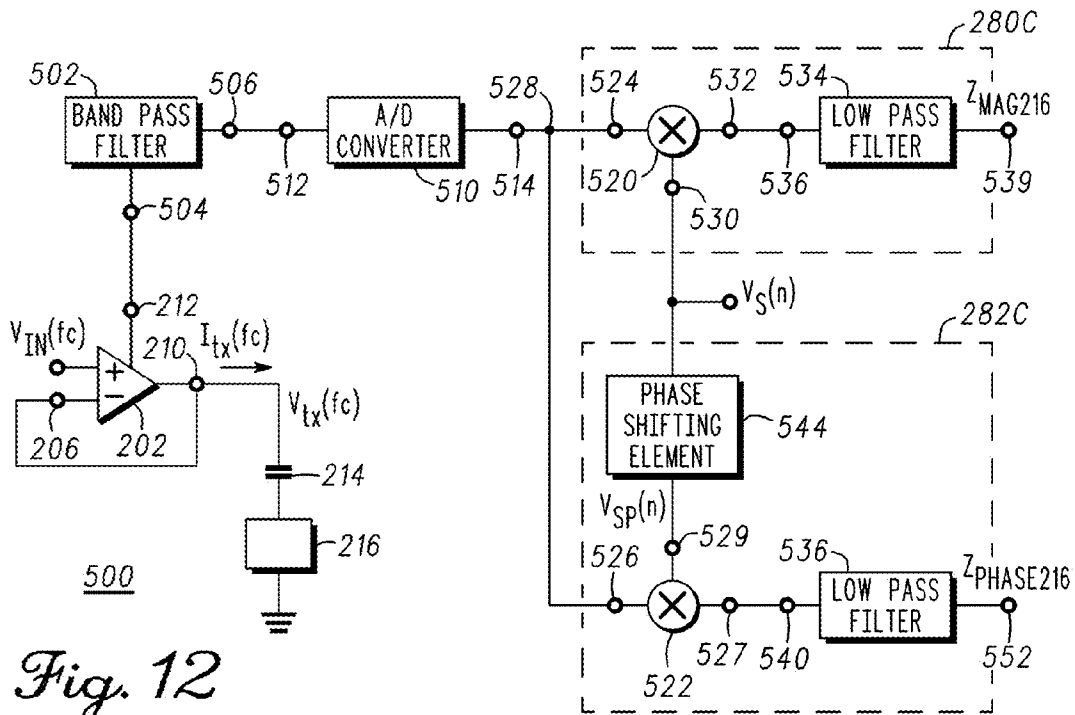 280C
502
BAND PASS
FILTER
506
512
A/D
CONVERTER
510
514
528
524
520
532
536
534
LOW PASS
FILTER
Z_MAG216
539
530
504
212
V_IN(fc)
210
I_tx(fc)
V_tx(fc)
+
−
206
202
214
216
V_S(n)
282C
PHASE
SHIFTING
ELEMENT
544
V_SP(n)
529
526
522
527
540
536
LOW PASS
FILTER
Z_PHASE216
552
500
Fig. 12